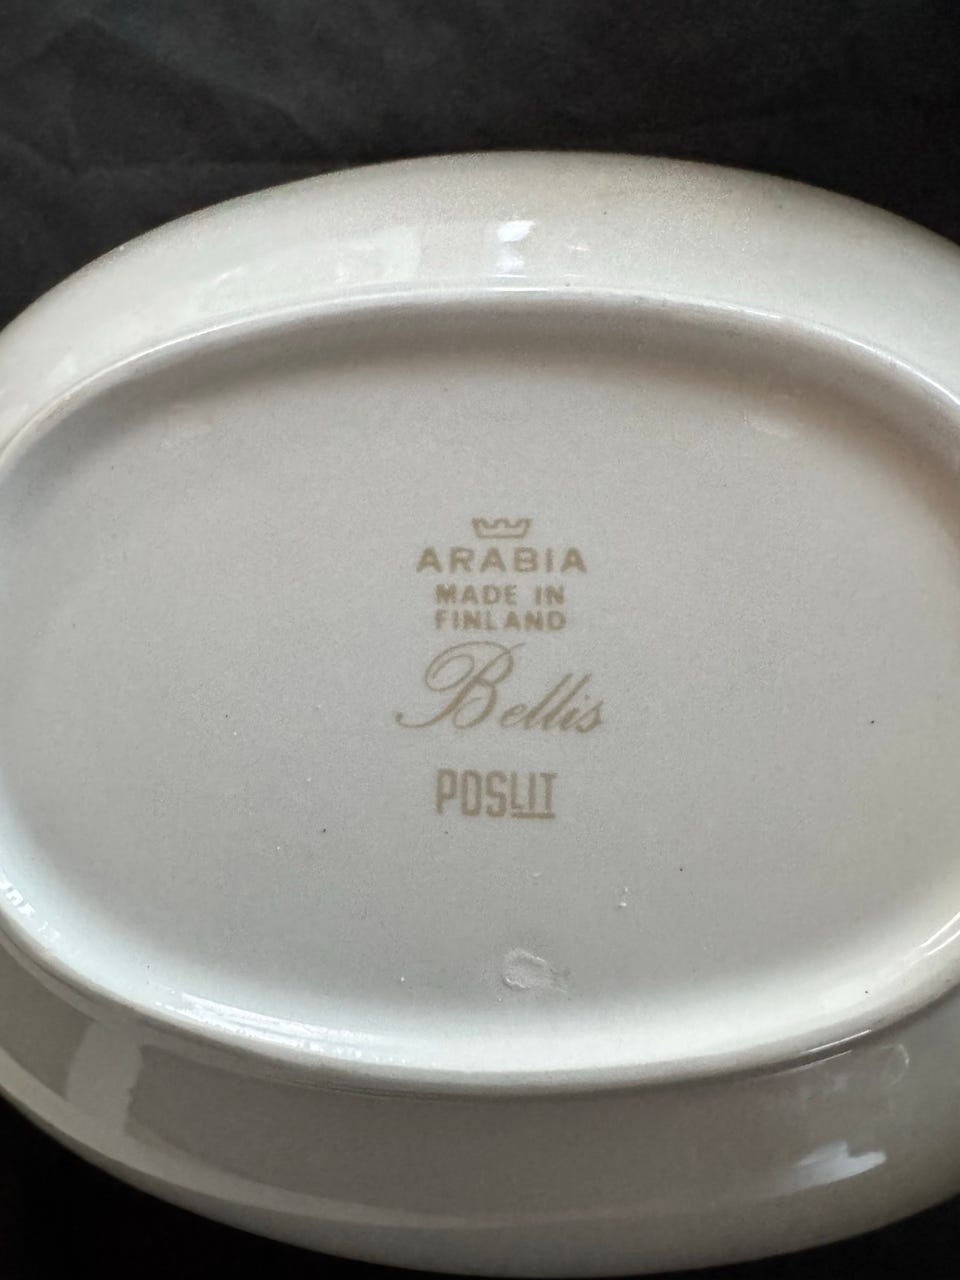 ARABIA
MADE IN
FINLAND
Bellis
POSLIT